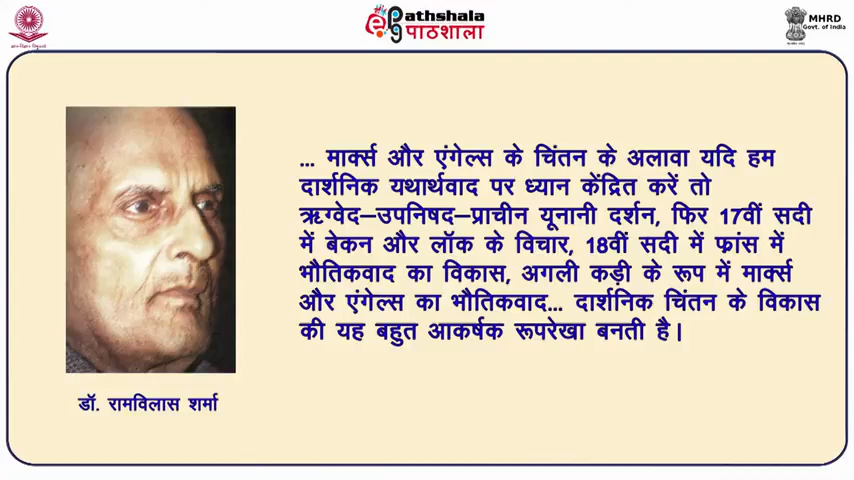 ePathshala
पाठशाला
MHRD
Govt. of India
... मार्क्स और एंगेल्स के चिंतन के अलावा यदि हम
दार्शनिक यथार्थवाद पर ध्यान केंद्रित करें तो
ऋग्वेद–उपनिषद–प्राचीन यूनानी दर्शन, फिर 17वीं सदी
में बेकन और लॉक के विचार, 18वीं सदी में फ्रांस में
भौतिकवाद का विकास, अगली कड़ी के रूप में मार्क्स
और एंगेल्स का भौतिकवाद... दार्शनिक चिंतन के विकास
की यह बहुत आकर्षक रूपरेखा बनती है।
डॉ. रामविलास शर्मा